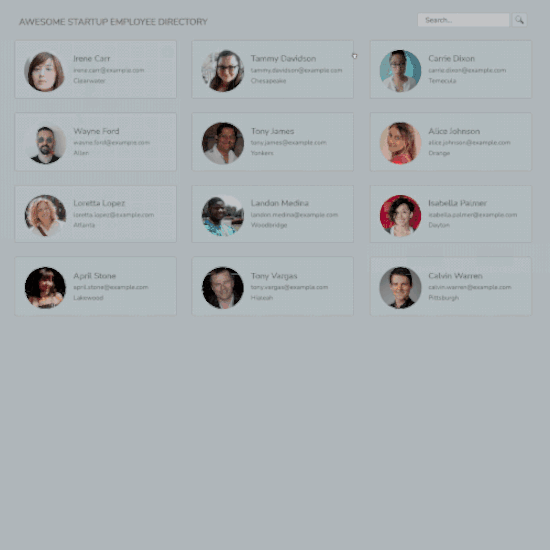 AWESOME STARTUP EMPLOYEE DIRECTORY
Search...
Irene Carr
irene.carr@example.com
Clearwater
Tammy Davidson
tammy.davidson@example.com
Chesapeake
Carrie Dixon
carrie.dixon@example.com
Temecula
Wayne Ford
wayne.ford@example.com
Allen
Tony James
tony.james@example.com
Yonkers
Alice Johnson
alice.johnson@example.com
Orange
Loretta Lopez
loretta.lopez@example.com
Atlanta
Landon Medina
landon.medina@example.com
Woodbridge
Isabella Palmer
isabella.palmer@example.com
Dayton
April Stone
april.stone@example.com
Lakewood
Tony Vargas
tony.vargas@example.com
Hialeah
Calvin Warren
calvin.warren@example.com
Pittsburgh